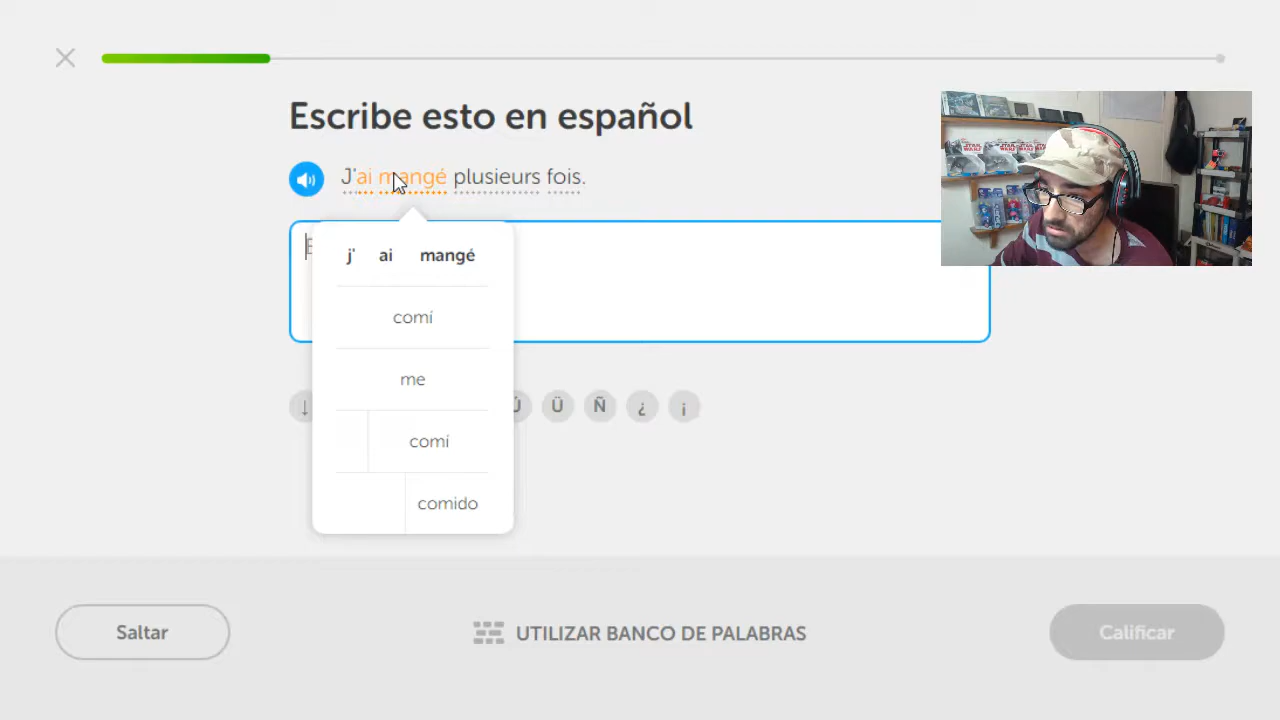 Escribe esto en español
J'ai mangé plusieurs fois.
j' ai mangé
comí
me
comí
comido
↓ Ü Ñ ¿ ¡
Saltar
UTILIZAR BANCO DE PALABRAS
Calificar